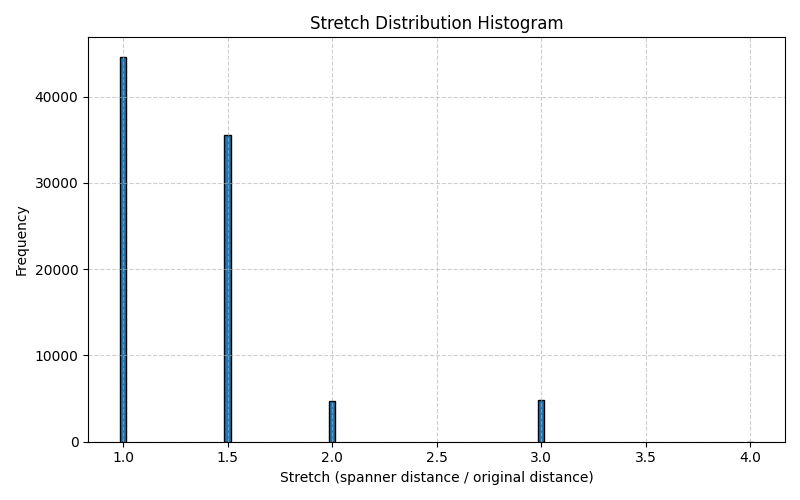 Stretch Distribution Histogram
40000
30000
20000
10000
0
Frequency
1.0 1.5 2.0 2.5 3.0 3.5 4.0
Stretch (spanner distance / original distance)